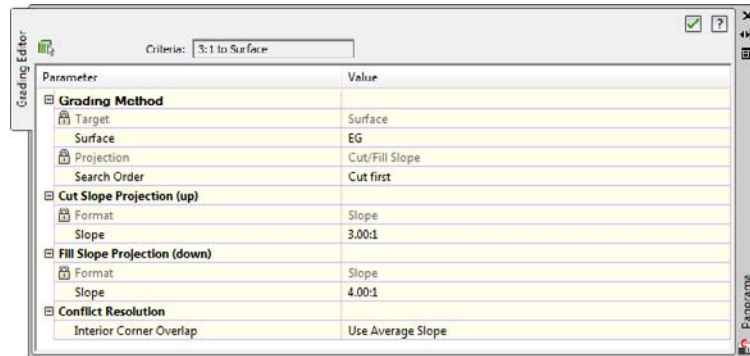 Grading Editor
Criteria: 3:1 to Surface
Parameter Value
Grading Method
Target Surface
Surface EG
Projection Cut/Fill Slope
Search Order Cut first
Cut Slope Projection (up)
Format Slope
Slope 3.00:1
Fill Slope Projection (down)
Format Slope
Slope 4.00:1
Conflict Resolution
Interior Corner Overlap Use Average Slope
Panorama